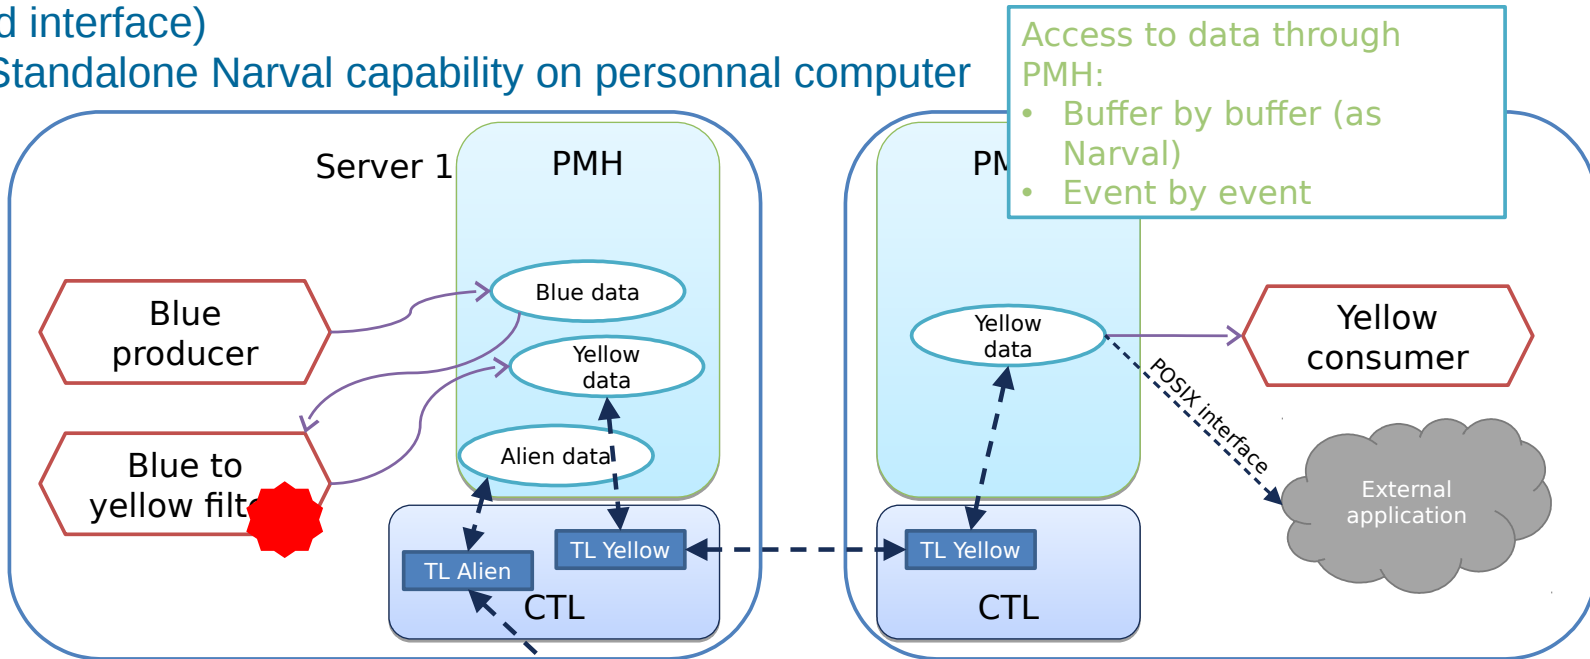 d interface)
Standalone Narval capability on personnal computer
Access to data through
PMH:
• Buffer by buffer (as
Narval)
• Event by event
Server 1
PMH
Blue data
Yellow
data
Alien data
Blue
producer
Blue to
yellow
TL Yellow
TL Alien
CTL
Yellow
data
Yellow
consumer
POSIX interface
External
application
TL Yellow
CTL